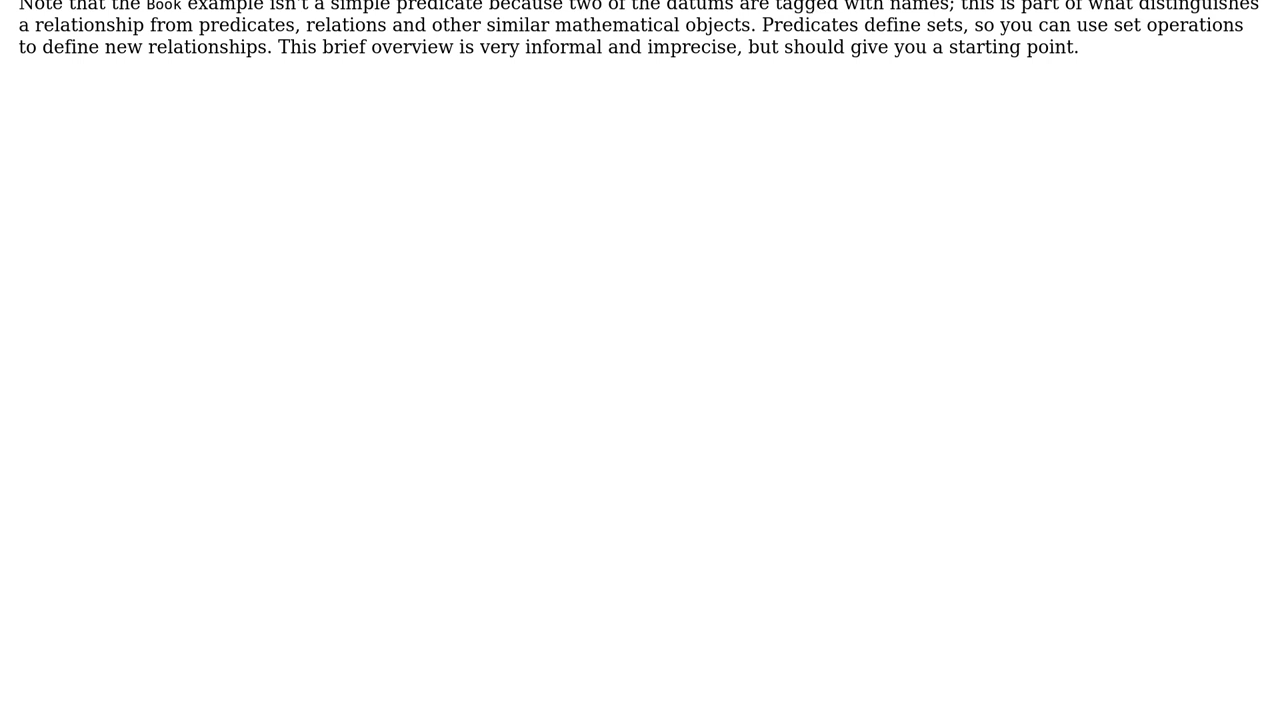 Note that the Book example isn't a simple predicate because two of the datums are tagged with names; this is part of what distinguishes
a relationship from predicates, relations and other similar mathematical objects. Predicates define sets, so you can use set operations
to define new relationships. This brief overview is very informal and imprecise, but should give you a starting point.